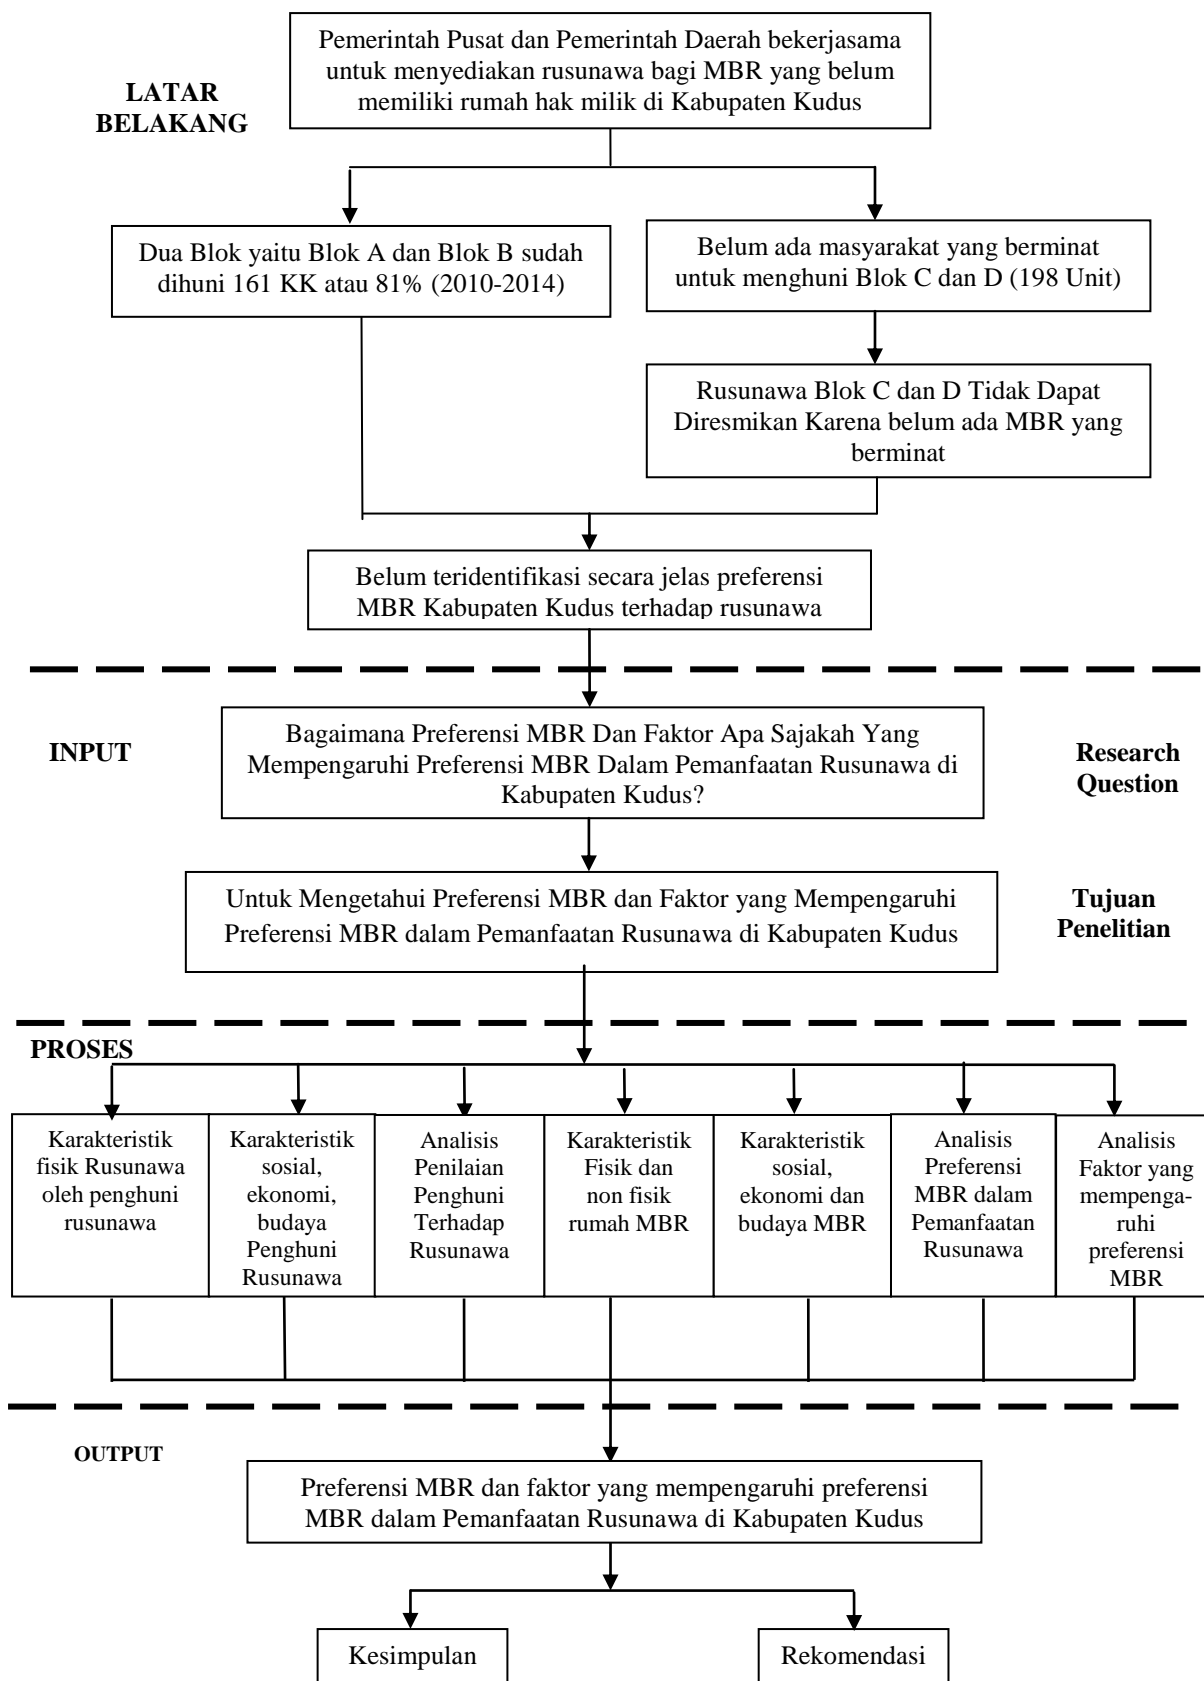 Pemerintah Pusat dan Pemerintah Daerah bekerjasama
untuk menyediakan rusunawa bagi MBR yang belum
memiliki rumah hak milik di Kabupaten Kudus
LATAR
BELAKANG
Dua Blok yaitu Blok A dan Blok B sudah
dihuni 161 KK atau 81% (2010-2014)
Belum ada masyarakat yang berminat
untuk menghuni Blok C dan D (198 Unit)
Rusunawa Blok C dan D Tidak Dapat
Diresmikan Karena belum ada MBR yang
berminat
Belum teridentifikasi secara jelas preferensi
MBR Kabupaten Kudus terhadap rusunawa
INPUT
Bagaimana Preferensi MBR Dan Faktor Apa Sajakah Yang
Mempengaruhi Preferensi MBR Dalam Pemanfaatan Rusunawa di
Kabupaten Kudus?
Research
Question
Untuk Mengetahui Preferensi MBR dan Faktor yang Mempengaruhi
Preferensi MBR dalam Pemanfaatan Rusunawa di Kabupaten Kudus
Tujuan
Penelitian
PROSES
Karakteristik
fisik Rusunawa
oleh penghuni
rusunawa
Karakteristik
sosial,
ekonomi,
budaya
Penghuni
Rusunawa
Analisis
Penilaian
Penghuni
Terhadap
Rusunawa
Karakteristik
Fisik dan
non fisik
rumah MBR
Karakteristik
sosial,
ekonomi dan
budaya MBR
Analisis
Preferensi
MBR dalam
Pemanfaatan
Rusunawa
Analisis
Faktor yang
mempenga-
ruhi
preferensi
MBR
OUTPUT
Preferensi MBR dan faktor yang mempengaruhi preferensi
MBR dalam Pemanfaatan Rusunawa di Kabupaten Kudus
Kesimpulan
Rekomendasi